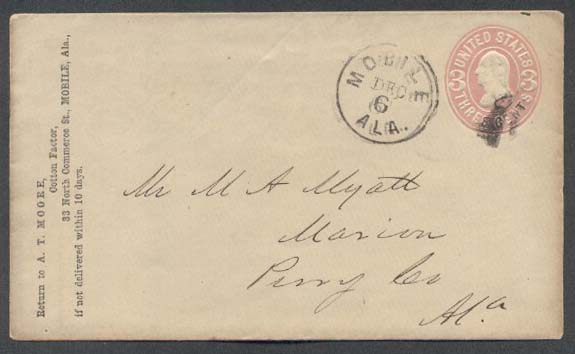 Return to A. T. MOORE,
Cotton Factor,
33 North Commerce St., MOBILE, Ala.,
if not delivered within 10 days.
MOBILE
DEC
6
ALA.
UNITED STATES
THREE CENTS
Mr M A Myatt
Marion
Perry Co
Ala